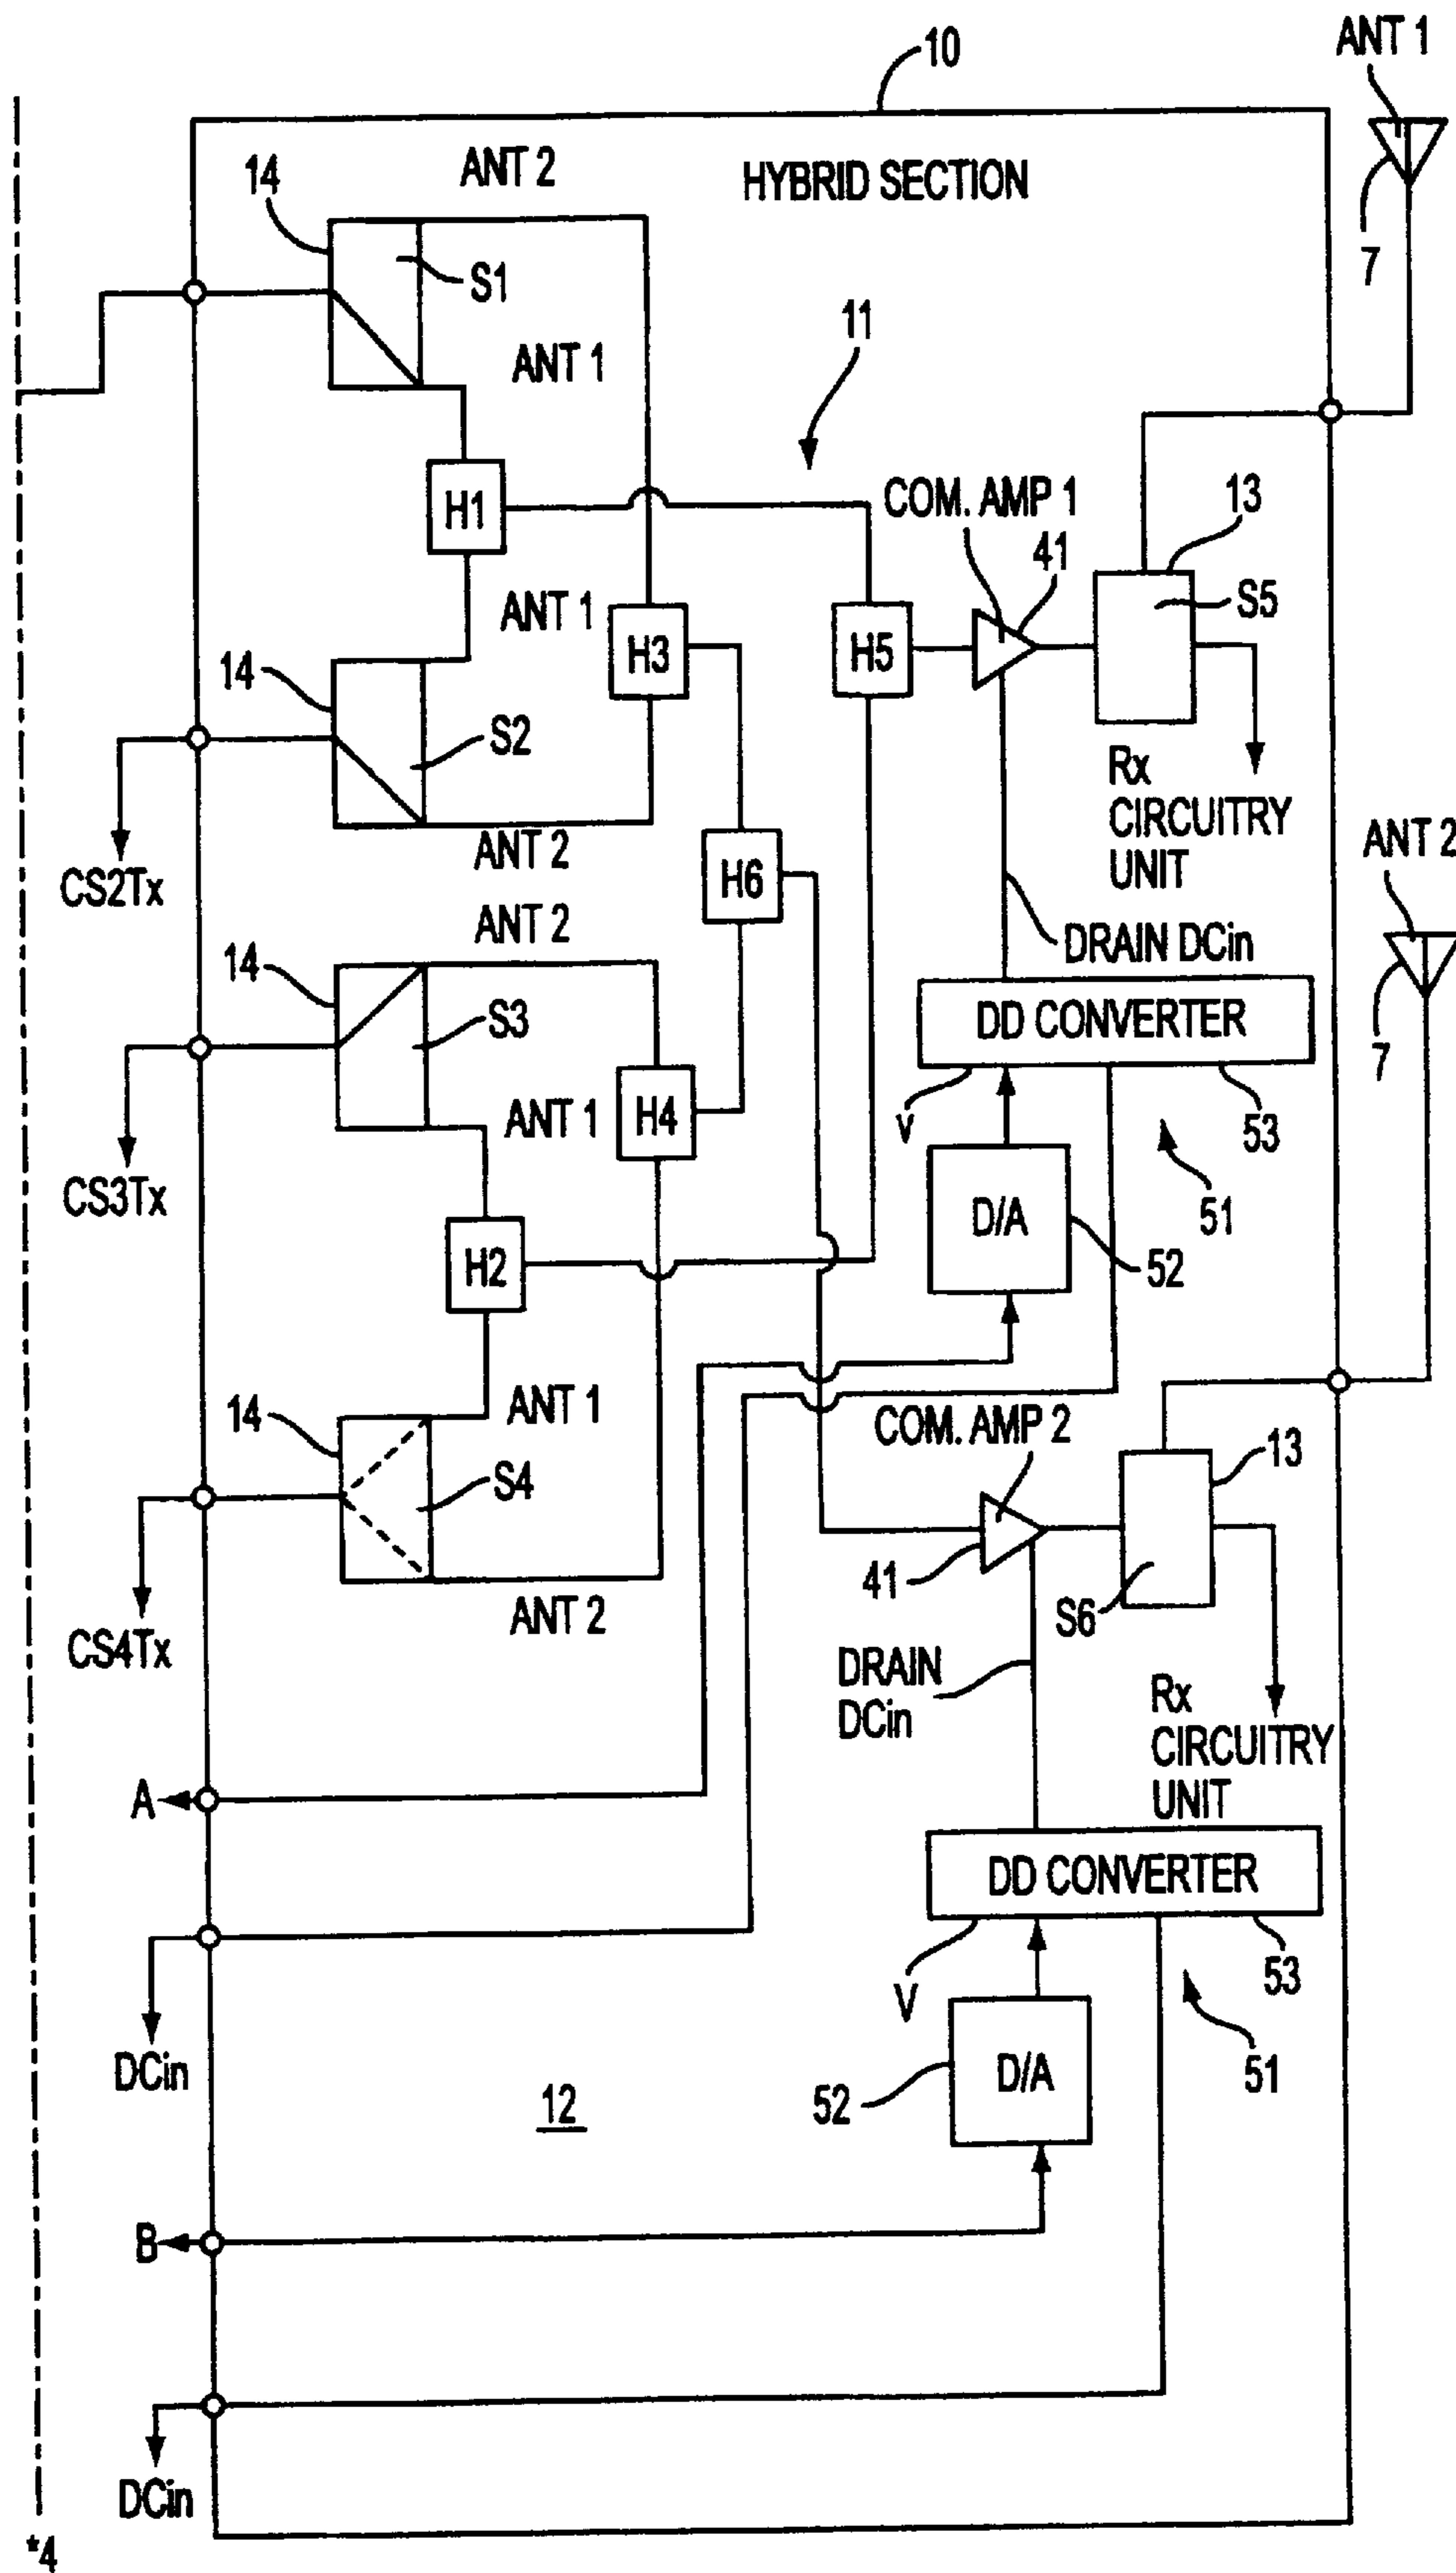 10
ANT 1
14
ANT 2
HYBRID SECTION
S1
7
ANT 1
11
H1
COM. AMP 1
13
41
ANT 1
S5
H3
H5
14
S2
Rx
CIRCUITRY
UNIT
ANT 2
CS2Tx
ANT 2
H6
ANT 2
14
DRAIN DCin
S3
DD CONVERTER
7
ANT 1
H4
v
53
CS3Tx
D/A
51
H2
52
ANT 1
14
COM. AMP 2
S4
13
41
ANT 2
S6
CS4Tx
DRAIN
DCin
Rx
CIRCUITRY
UNIT
A
DD CONVERTER
V
53
DCin
D/A
51
12
52
B
DCin
*4